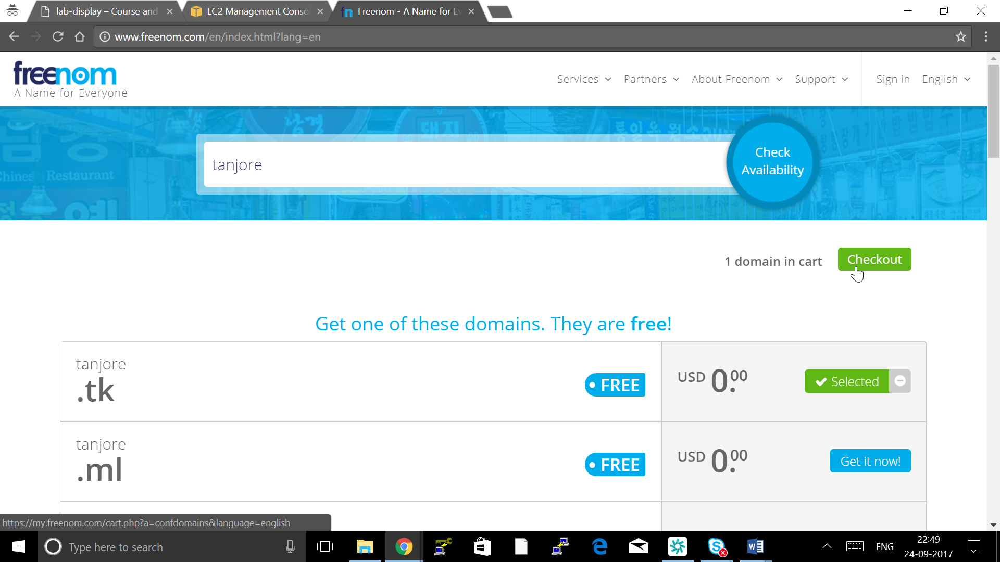 lab-display – Course and
EC2 Management Conso
Freenom - A Name for Ev
www.freenom.com/en/index.html?lang=en
freenom
A Name for Everyone
Services
Partners
About Freenom
Support
Sign in
English
Restaurant
tanjore
Check
Availability
1 domain in cart
Checkout
Get one of these domains. They are free!
tanjore
.tk
FREE
USD 0.00
Selected
tanjore
.ml
FREE
USD 0.00
Get it now!
https://my.freenom.com/cart.php?a=confdomains&language=english
Type here to search
ENG
22:49
24-09-2017